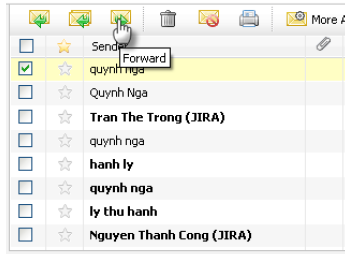 More A
Sender
Forward
quynh nga
Quynh Nga
Tran The Trong (JIRA)
quynh nga
hanh ly
quynh nga
ly thu hanh
Nguyen Thanh Cong (JIRA)